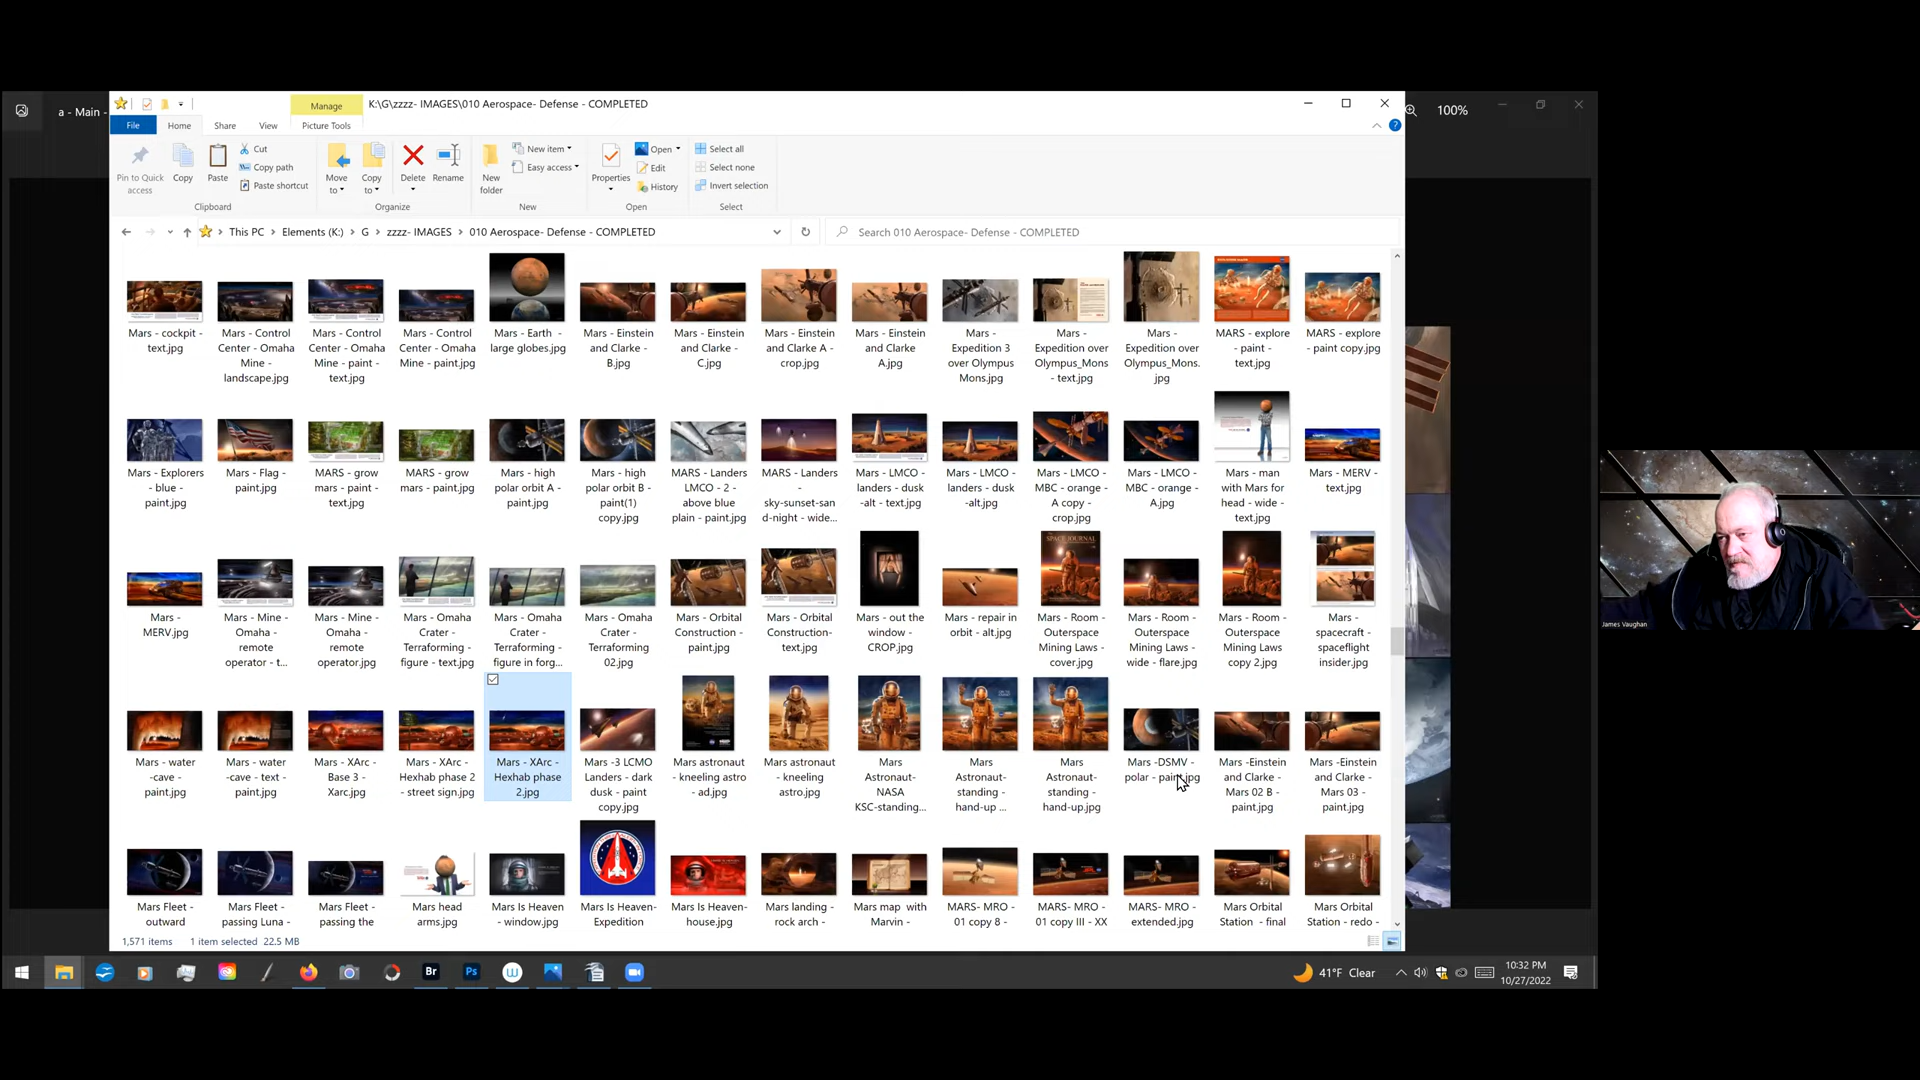 a - Main -
Manage
K:\G\zzzz- IMAGES\010 Aerospace- Defense - COMPLETED
100%
File
Home
Share
View
Picture Tools
Pin to Quick
access
Copy
Paste
Cut
Copy path
Paste shortcut
Clipboard
Move
to
Copy
to
Delete
Rename
Organize
New
folder
New item
Easy access
New
Properties
Open
Edit
History
Open
Select all
Select none
Invert selection
Select
This PC
Elements (K:)
G
zzzz- IMAGES
010 Aerospace- Defense - COMPLETED
Search 010 Aerospace- Defense - COMPLETED
Mars - cockpit -
text.jpg
Mars - Control
Center - Omaha
Mine -
landscape.jpg
Mars - Control
Center - Omaha
Mine - paint -
text.jpg
Mars - Control
Center - Omaha
Mine - paint.jpg
Mars - Earth -
large globes.jpg
Mars - Einstein
and Clarke -
B.jpg
Mars - Einstein
and Clarke -
C.jpg
Mars - Einstein
and Clarke A -
crop.jpg
Mars - Einstein
and Clarke
A.jpg
Mars -
Expedition 3
over Olympus
Mons.jpg
Mars -
Expedition over
Olympus_Mons
- text.jpg
Mars -
Expedition over
Olympus_Mons.
jpg
MARS - explore
- paint -
text.jpg
MARS - explore
- paint copy.jpg
Mars - Explorers
- blue -
paint.jpg
Mars - Flag -
paint.jpg
MARS - grow
mars - paint -
text.jpg
MARS - grow
mars - paint.jpg
Mars - high
polar orbit A -
paint.jpg
Mars - high
polar orbit B -
paint(1)
copy.jpg
MARS - Landers
LMCO - 2 -
above blue
plain - paint.jpg
MARS - Landers
-
sky-sunset-san
d-night - wide...
Mars - LMCO -
landers - dusk
-alt - text.jpg
Mars - LMCO -
landers - dusk
-alt.jpg
Mars - LMCO -
MBC - orange -
A copy -
crop.jpg
Mars - LMCO -
MBC - orange -
A.jpg
Mars - man
with Mars for
head - wide -
text.jpg
Mars - MERV -
text.jpg
SPACE JOURNAL
Mars -
MERV.jpg
Mars - Mine -
Omaha -
remote
operator - t...
Mars - Mine -
Omaha -
remote
operator.jpg
Mars - Omaha
Crater -
Terraforming -
figure - text.jpg
Mars - Omaha
Crater -
Terraforming -
figure in forg...
Mars - Omaha
Crater -
Terraforming
02.jpg
Mars - Orbital
Construction -
paint.jpg
Mars - Orbital
Construction-
text.jpg
Mars - out the
window -
CROP.jpg
Mars - repair in
orbit - alt.jpg
Mars - Room -
Outerspace
Mining Laws -
cover.jpg
Mars - Room -
Outerspace
Mining Laws -
wide - flare.jpg
Mars - Room -
Outerspace
Mining Laws
copy 2.jpg
Mars -
spacecraft -
spaceflight
insider.jpg
James Vaughan
Mars - water
-cave -
paint.jpg
Mars - water
-cave - text -
paint.jpg
Mars - XArc -
Base 3 -
Xarc.jpg
Mars - XArc -
Hexhab phase 2
- street sign.jpg
Mars - XArc -
Hexhab phase
2.jpg
Mars -3 LCMO
Landers - dark
dusk - paint
copy.jpg
Mars astronaut
- kneeling astro
- ad.jpg
Mars astronaut
- kneeling
astro.jpg
Mars
Astronaut-
NASA
KSC-standing...
Mars
Astronaut-
standing -
hand-up ...
Mars
Astronaut-
standing -
hand-up.jpg
Mars -DSMV -
polar - paint.jpg
Mars -Einstein
and Clarke -
Mars 02 B -
paint.jpg
Mars -Einstein
and Clarke -
Mars 03 -
paint.jpg
Mars Fleet -
outward
Mars Fleet -
passing Luna -
Mars Fleet -
passing the
Mars head
arms.jpg
Mars Is Heaven
- window.jpg
Mars Is Heaven-
Expedition
Mars Is Heaven-
house.jpg
Mars landing -
rock arch -
Mars map with
Marvin -
MARS- MRO -
01 copy 8 -
MARS- MRO -
01 copy III - XX
MARS- MRO -
extended.jpg
Mars Orbital
Station - final
Mars Orbital
Station - redo -
1,571 items
1 item selected 22.5 MB
Br
Ps
41°F Clear
10:32 PM
10/27/2022